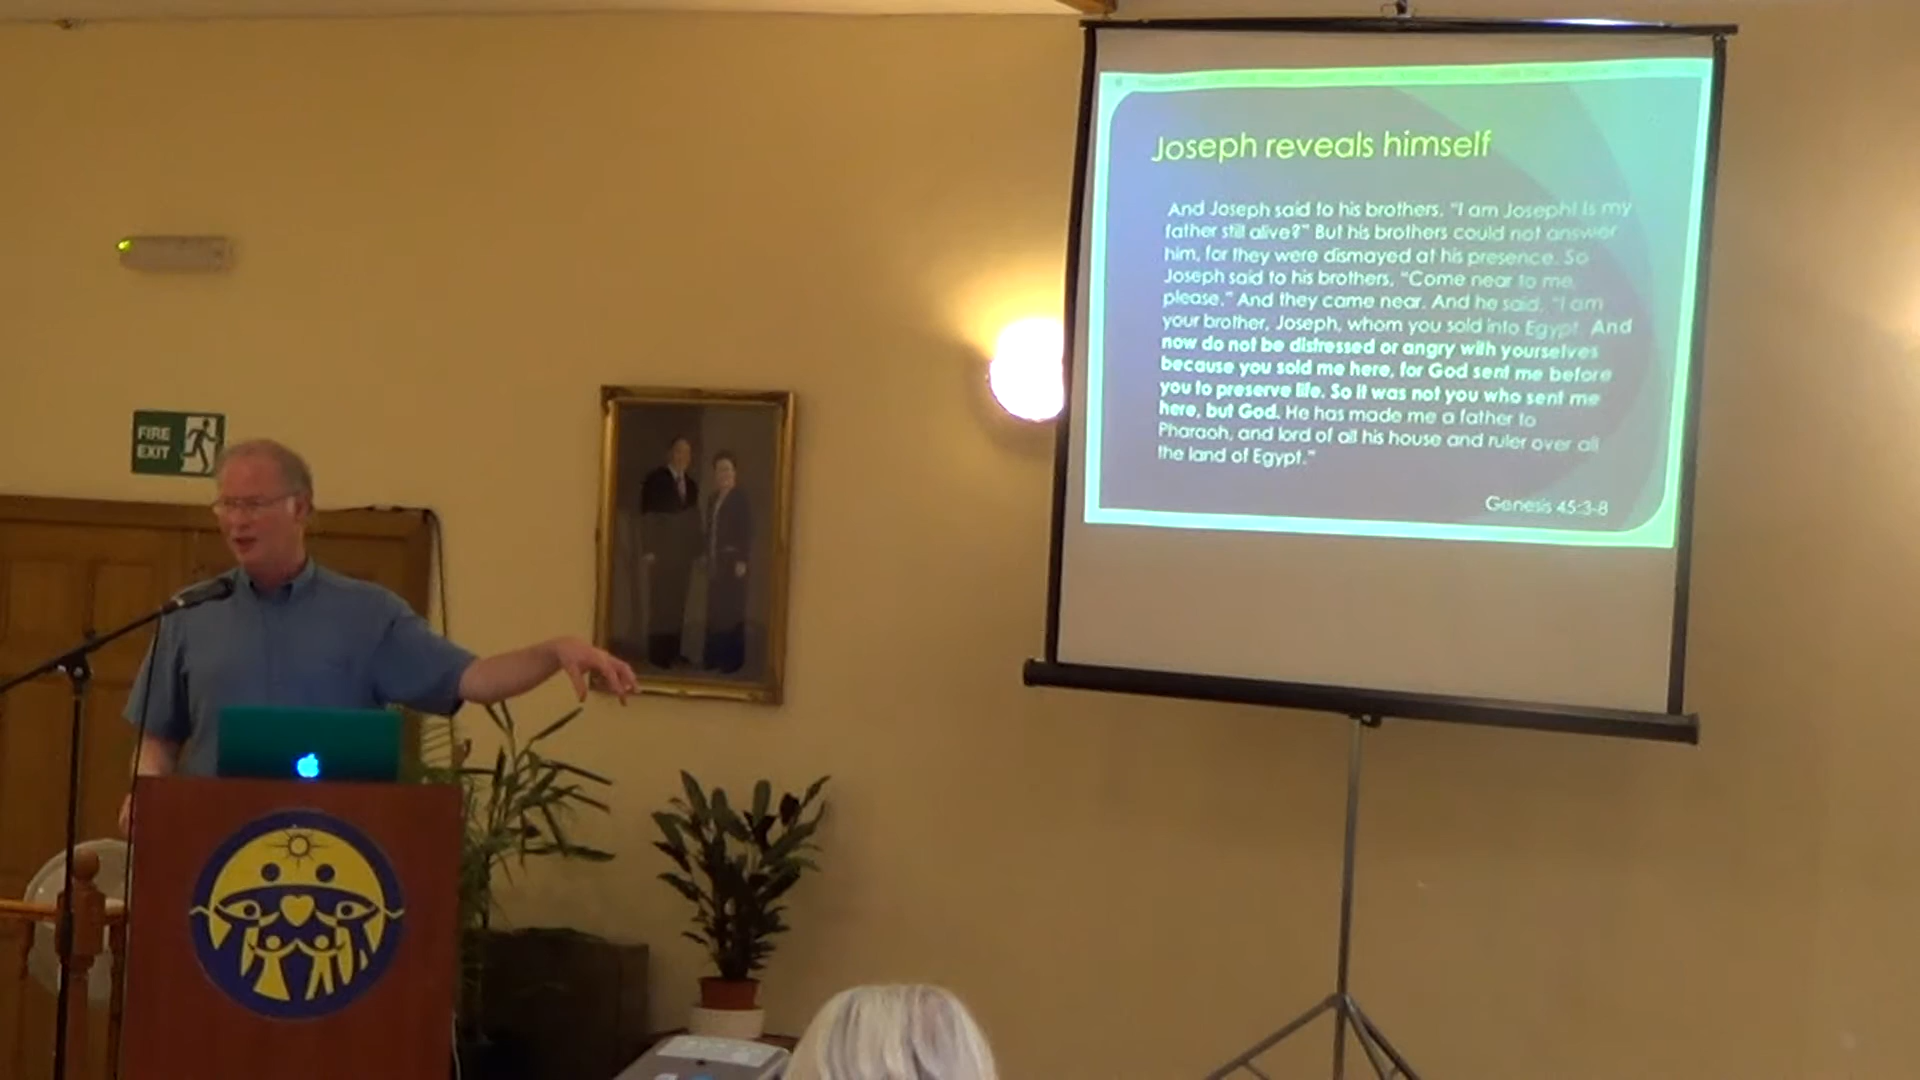 FIRE
EXIT
Joseph reveals himself
And Joseph said to his brothers, "I am Joseph! Is my
father still alive?" But his brothers could not answer
him, for they were dismayed at his presence. So
Joseph said to his brothers, "Come near to me,
please." And they came near. And he said, "I am
your brother, Joseph, whom you sold into Egypt. And
now do not be distressed or angry with yourselves
because you sold me here, for God sent me before
you to preserve life. So it was not you who sent me
here, but God. He has made me a father to
Pharaoh, and lord of all his house and ruler over all
the land of Egypt."
Genesis 45:3-8